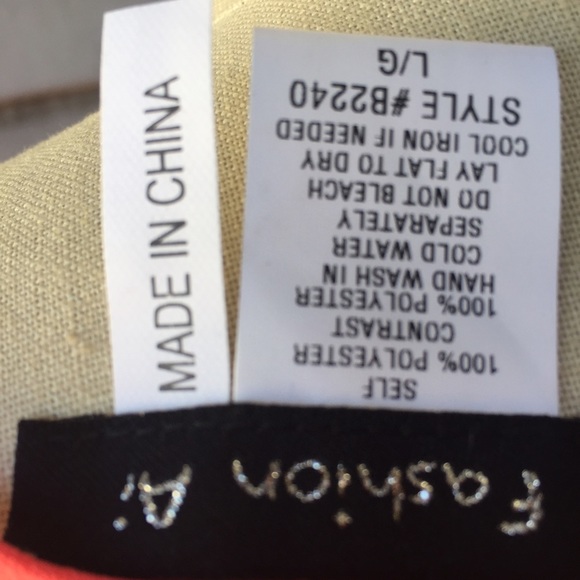 Fashion Ai
SELF
100% POLYESTER
CONTRAST
100% POLYESTER
HAND WASH IN
COLD WATER
SEPARATELY
DO NOT BLEACH
LAY FLAT TO DRY
COOL IRON IF NEEDED
STYLE #B2240
L/G
MADE IN CHINA